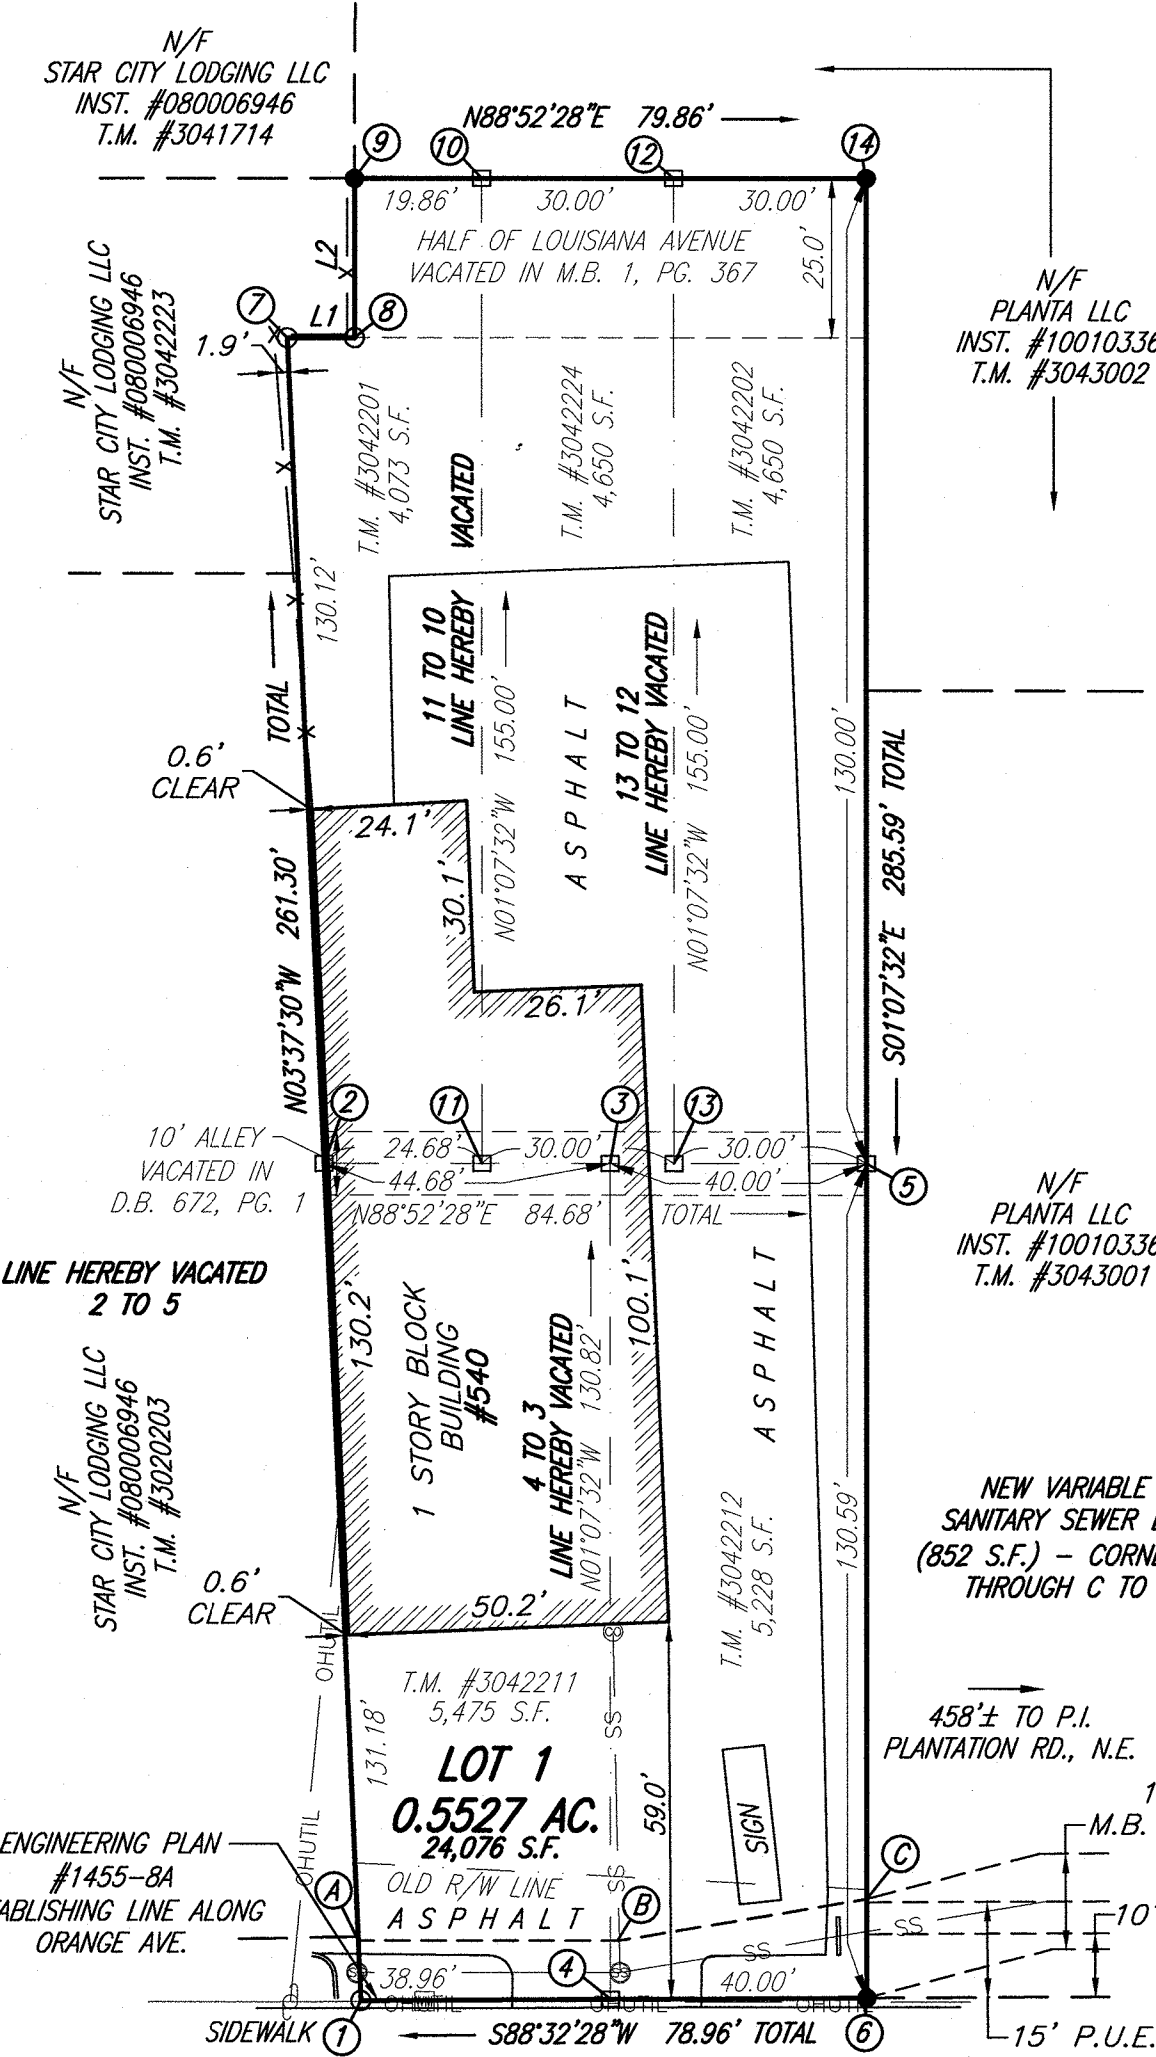 N/F
STAR CITY LODGING LLC
INST. #080006946
T.M. #3041714
N88°52'28"E 79.86'
9
10
12
14
19.86'
30.00'
30.00'
HALF OF LOUISIANA AVENUE
VACATED IN M.B. 1, PG. 367
25.0'
L2
L1
7
8
1.9'
N/F
STAR CITY LODGING LLC
INST. #080006946
T.M. #3042223
N/F
PLANTA LLC
INST. #10010336
T.M. #3043002
T.M. #3042201
4,073 S.F.
T.M. #3042224
4,650 S.F.
T.M. #3042202
4,650 S.F.
130.12'
11 TO 10
LINE HEREBY VACATED
N01°07'32"W 155.00'
13 TO 12
LINE HEREBY VACATED
N01°07'32"W 155.00'
ASPHALT
130.00'
S01°07'32"E 285.59' TOTAL
N03°37'30"W 261.30' TOTAL
0.6'
CLEAR
24.1'
30.1'
26.1'
2
11
3
13
5
10' ALLEY
VACATED IN
D.B. 672, PG. 1
24.68'
30.00'
30.00'
44.68'
40.00'
N88°52'28"E 84.68' TOTAL
N/F
PLANTA LLC
INST. #10010336
T.M. #3043001
LINE HEREBY VACATED
2 TO 5
130.2'
1 STORY BLOCK
BUILDING
#540
4 TO 3
LINE HEREBY VACATED
N01°07'32"W 130.82'
100.1'
ASPHALT
N/F
STAR CITY LODGING LLC
INST. #080006946
T.M. #3020203
T.M. #3042212
5,228 S.F.
130.59'
NEW VARIABLE
SANITARY SEWER
(852 S.F.) – CORNE
THROUGH C TO
0.6'
CLEAR
50.2'
OHUTIL
T.M. #3042211
5,475 S.F.
SS
131.18'
LOT 1
0.5527 AC.
24,076 S.F.
59.0'
SIGN
458'± TO P.I.
PLANTATION RD., N.E.
1
M.B.
ENGINEERING PLAN
#1455-8A
ABLISHING LINE ALONG
ORANGE AVE.
OHUTIL
A
OLD R/W LINE
SS
C
ASPHALT
B
SS
SS
10'
38.96'
4
40.00'
OHUTIL
OHUTIL
OHUTIL
SIDEWALK
1
S88°32'28"W 78.96' TOTAL
6
15' P.U.E.